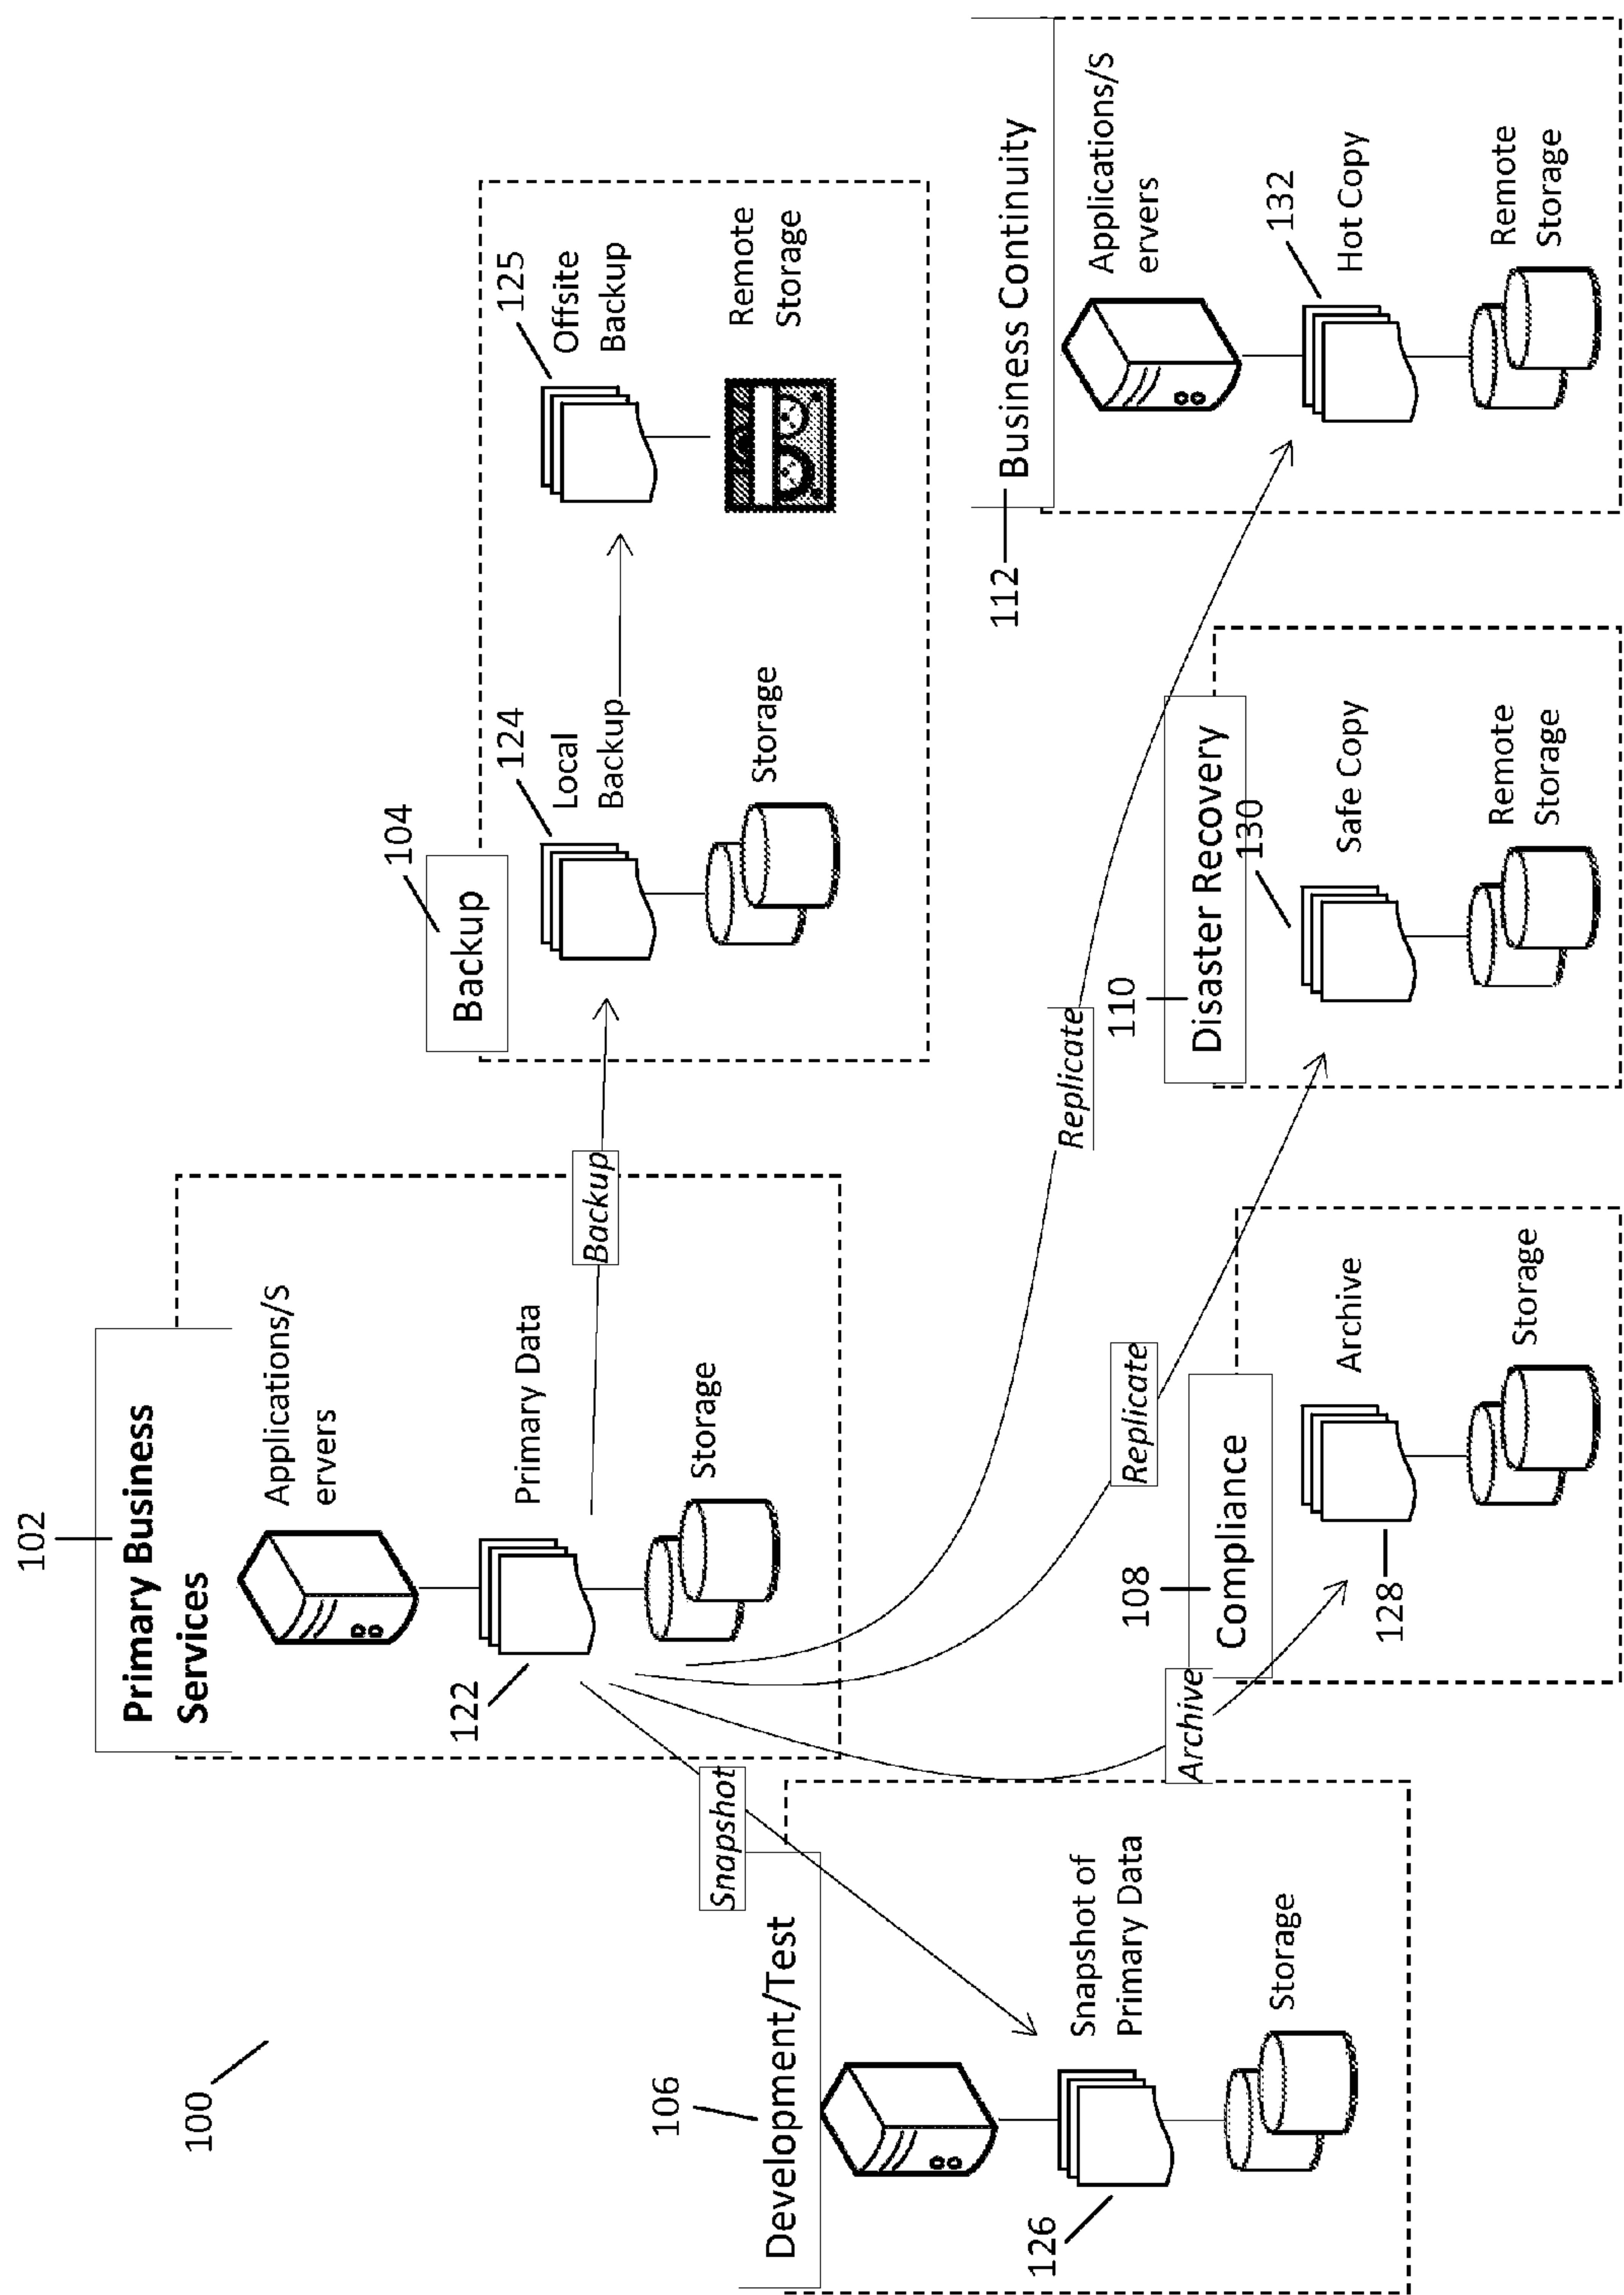 100
102
Primary Business
Services
Applications/S
ervers
122
Primary Data
Storage
Backup
104
Backup
124
Local
Backup
Storage
125
Offsite
Backup
Remote
Storage
Snapshot
106
Development/Test
126
Snapshot of
Primary Data
Storage
Archive
108
Compliance
128
Archive
Storage
Replicate
110
Disaster Recovery
130
Safe Copy
Remote
Storage
Replicate
112
Business Continuity
Applications/S
ervers
132
Hot Copy
Remote
Storage